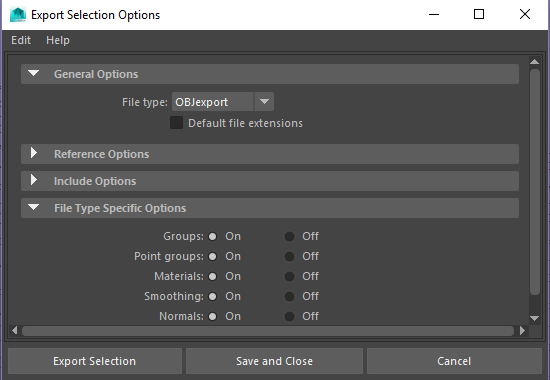 Export Selection Options
Edit Help
General Options
File type: OBJexport
Default file extensions
Reference Options
Include Options
File Type Specific Options
Groups: On Off
Point groups: On Off
Materials: On Off
Smoothing: On Off
Normals: On Off
Export Selection Save and Close Cancel